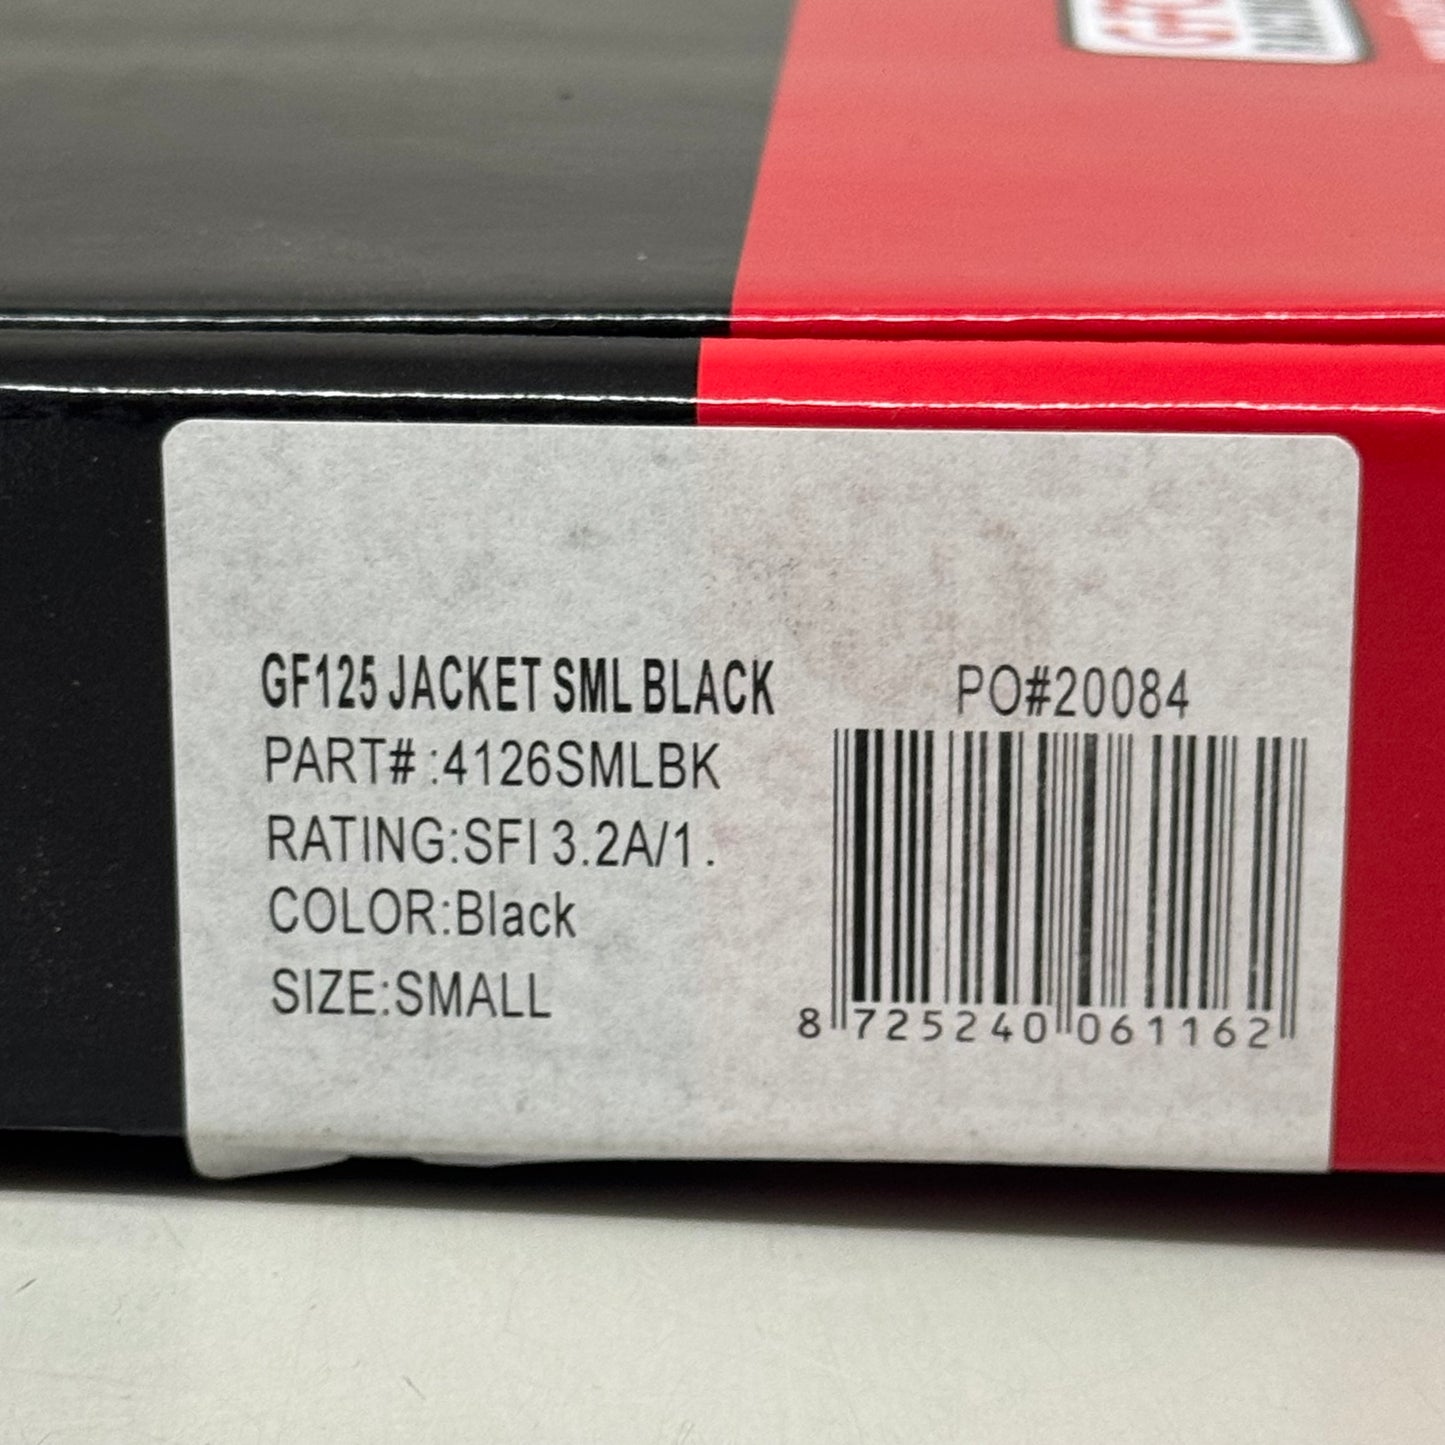 GF125 JACKET SML BLACK
PART# :4126SMLBK
RATING:SFI 3.2A/1.
COLOR:Black
SIZE:SMALL
PO#20084
8 725240 061162